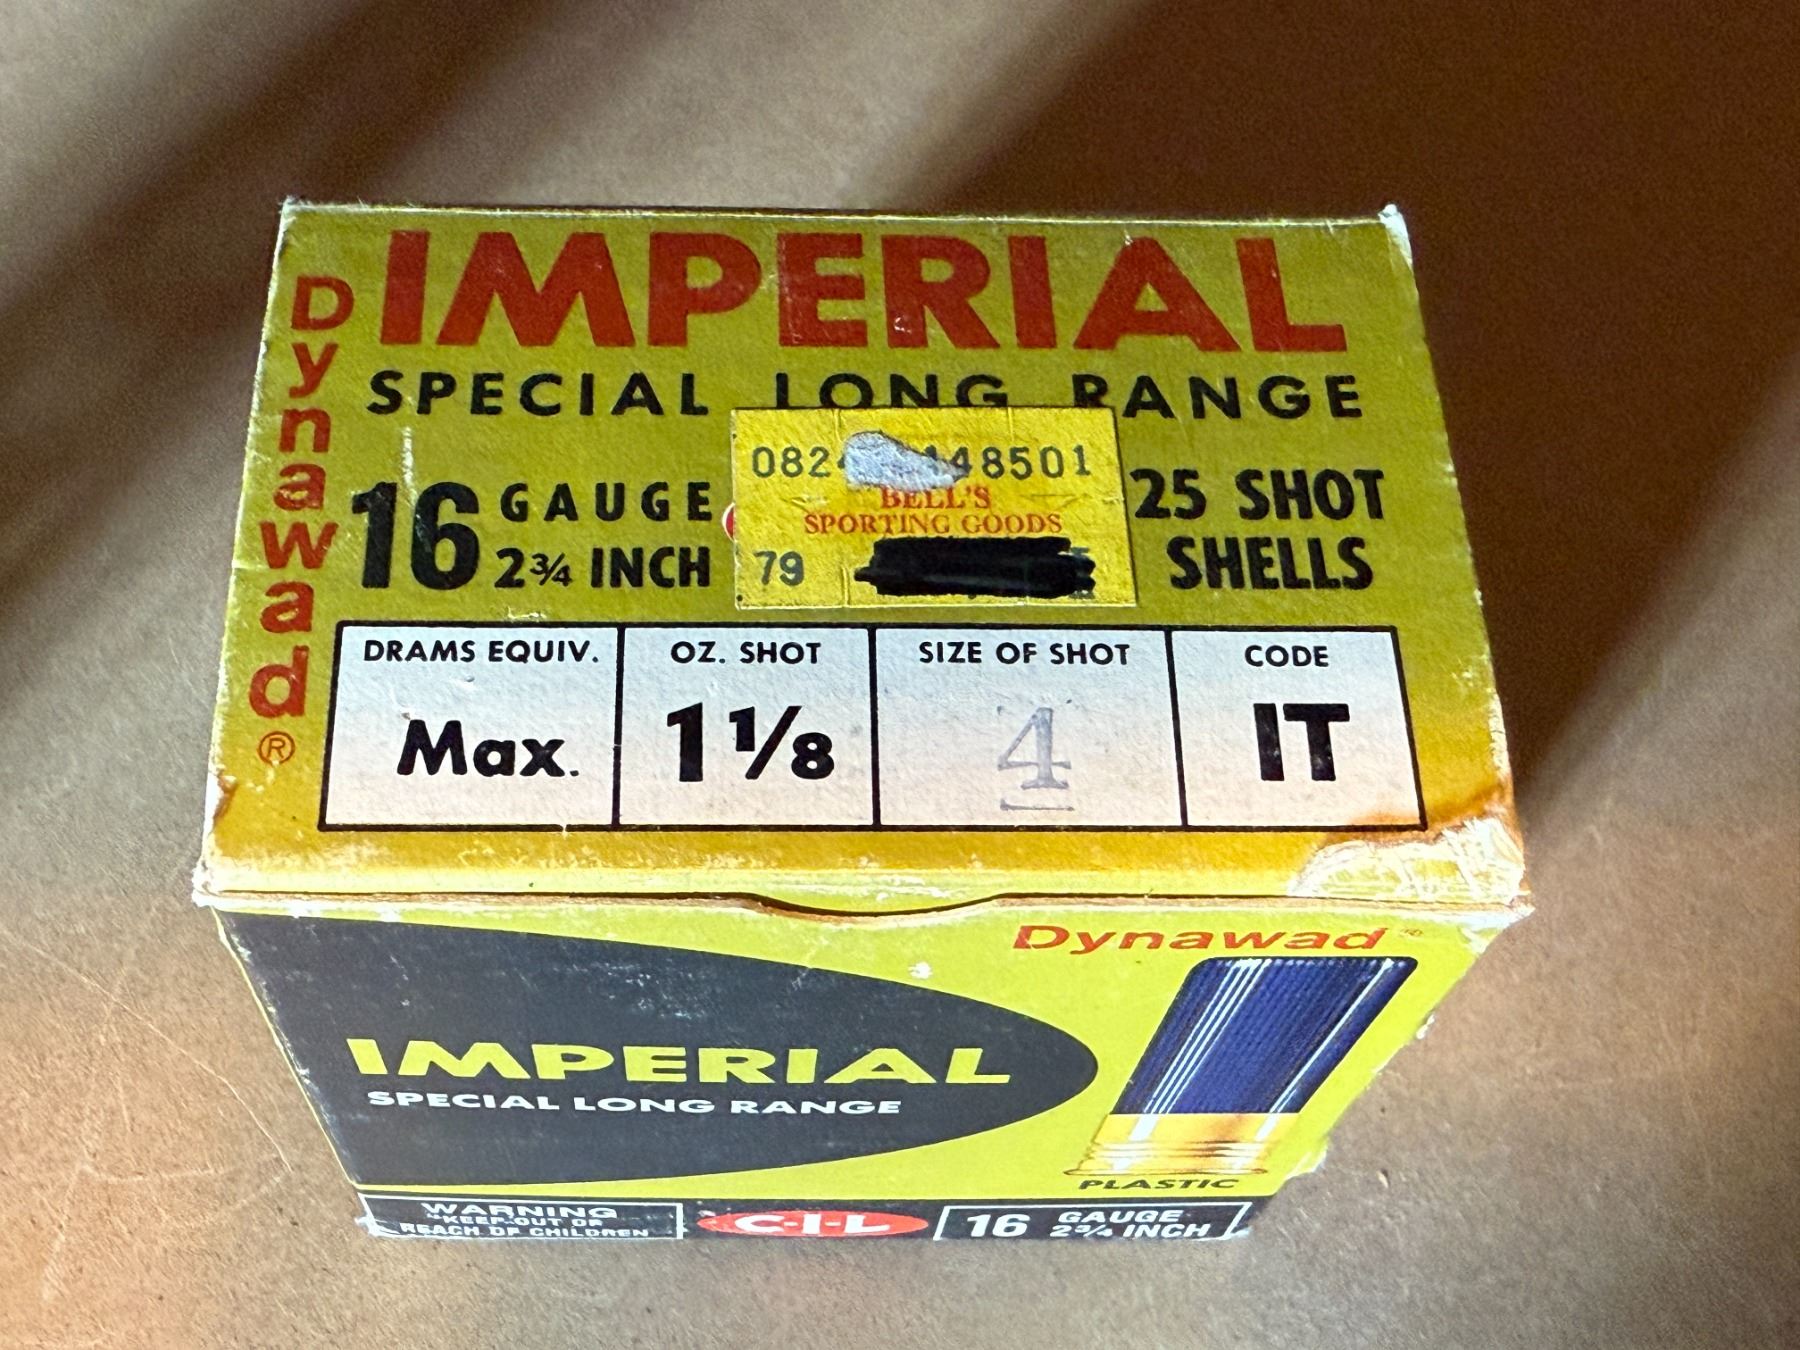 IMPERIAL
Dynawad®
SPECIAL LONG RANGE
16 GAUGE
2¾ INCH
082 48501
BELL'S
SPORTING GOODS
79
25 SHOT
SHELLS
DRAMS EQUIV.
Max.
OZ. SHOT
1 1/8
SIZE OF SHOT
4
CODE
IT
Dynawad
IMPERIAL
SPECIAL LONG RANGE
PLASTIC
WARNING
"KEEP OUT OF
REACH OF CHILDREN
C-I-L
16 GAUGE
2¾ INCH